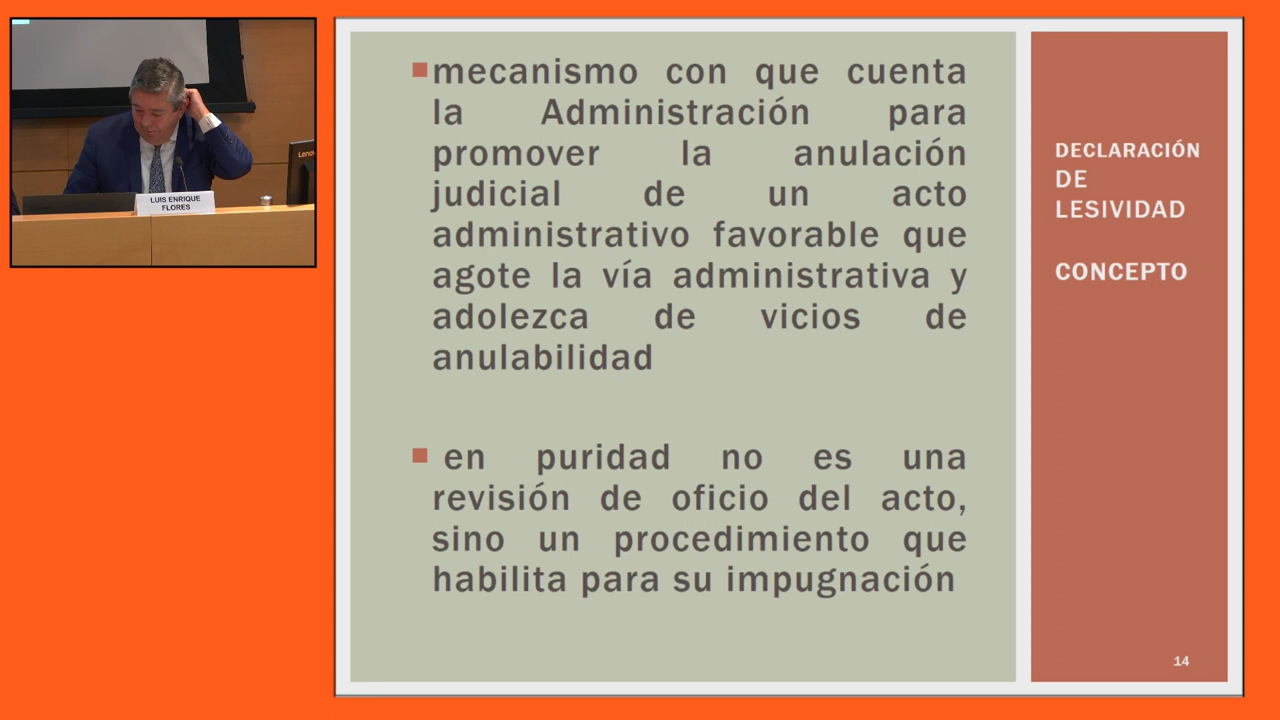 Lenovo
LUIS ENRIQUE
FLORES
mecanismo con que cuenta
la Administración para
promover la anulación
judicial de un acto
administrativo favorable que
agote la vía administrativa y
adolezca de vicios de
anulabilidad
en puridad no es una
revisión de oficio del acto,
sino un procedimiento que
habilita para su impugnación
DECLARACIÓN
DE
LESIVIDAD
CONCEPTO
14